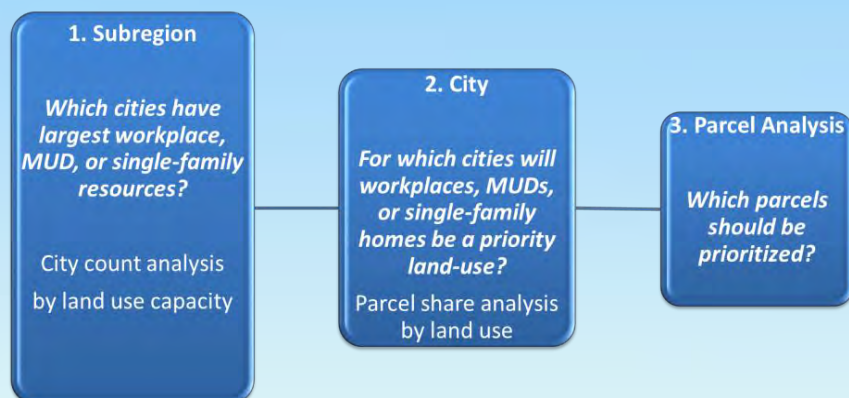 1. Subregion
Which cities have
largest workplace,
MUD, or single-family
resources?
City count analysis
by land use capacity
2. City
For which cities will
workplaces, MUDs,
or single-family
homes be a priority
land-use?
Parcel share analysis
by land use
3. Parcel Analysis
Which parcels
should be
prioritized?